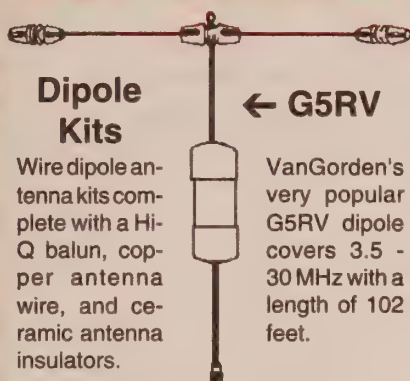 Dipole
Kits
Wire dipole an-
tenna kits com-
plete with a Hi-
Q balun, cop-
per antenna
wire, and ce-
ramic antenna
insulators.
← G5RV
VanGorden's
very popular
G5RV dipole
covers 3.5 -
30 MHz with a
length of 102
feet.